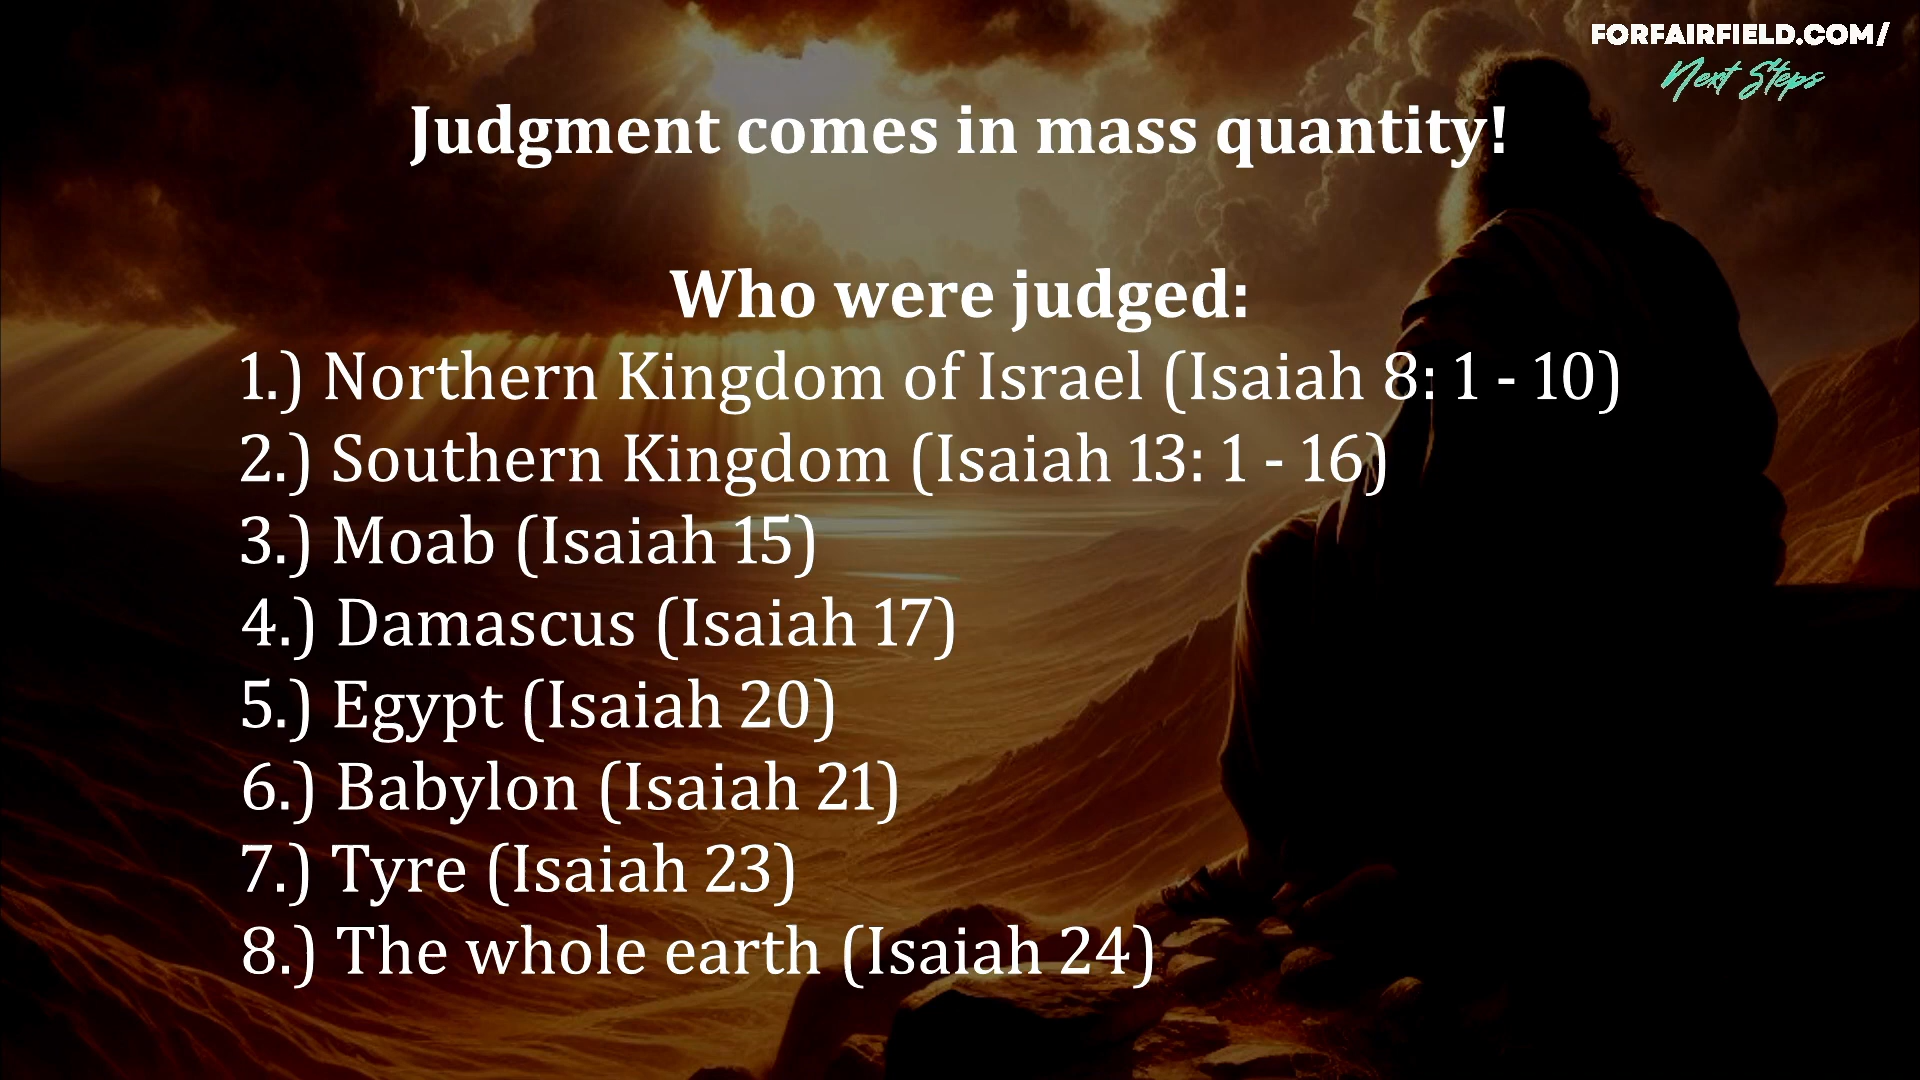 FORFAIRFIELD.COM/
Next Steps
Judgment comes in mass quantity!
Who were judged:
1.) Northern Kingdom of Israel (Isaiah 8: 1 - 10)
2.) Southern Kingdom (Isaiah 13: 1 - 16)
3.) Moab (Isaiah 15)
4.) Damascus (Isaiah 17)
5.) Egypt (Isaiah 20)
6.) Babylon (Isaiah 21)
7.) Tyre (Isaiah 23)
8.) The whole earth (Isaiah 24)